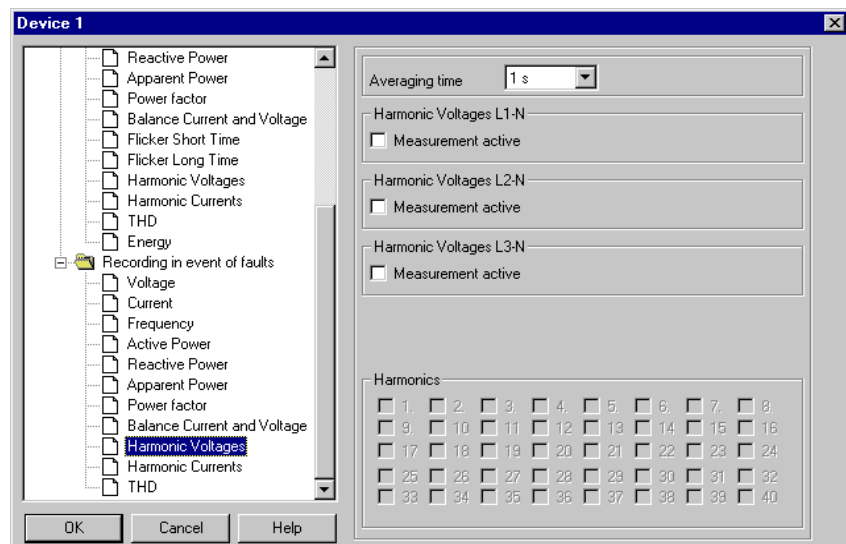 Device 1
Reactive Power
Apparent Power
Power factor
Balance Current and Voltage
Flicker Short Time
Flicker Long Time
Harmonic Voltages
Harmonic Currents
THD
Energy
Recording in event of faults
Voltage
Current
Frequency
Active Power
Reactive Power
Apparent Power
Power factor
Balance Current and Voltage
Harmonic Voltages
Harmonic Currents
THD
OK Cancel Help
Averaging time 1 s
Harmonic Voltages L1-N
Measurement active
Harmonic Voltages L2-N
Measurement active
Harmonic Voltages L3-N
Measurement active
Harmonics
1. 2. 3. 4. 5. 6. 7. 8.
9. 10 11 12 13 14 15 16
17 18 19 20 21 22 23 24
25 26 27 28 29 30 31 32
33 34 35 36 37 38 39 40